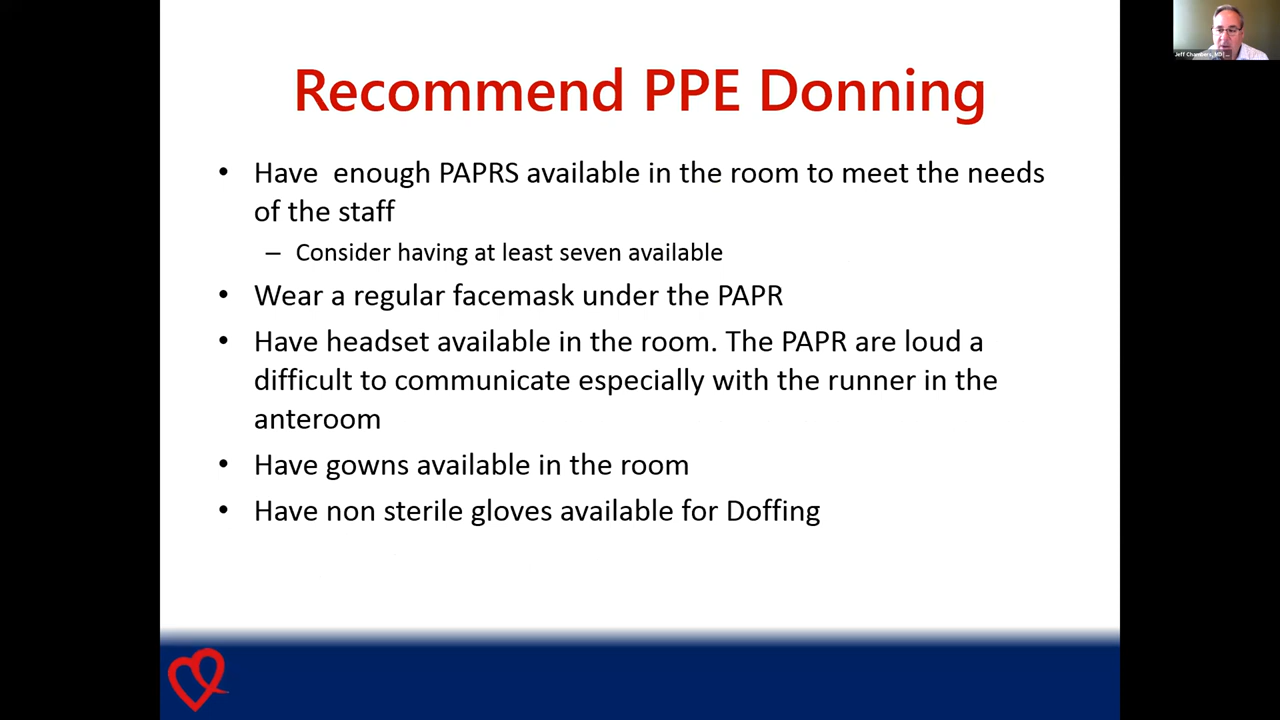 Recommend PPE Donning
• Have  enough PAPRS available in the room to meet the needs
of the staff
– Consider having at least seven available
• Wear a regular facemask under the PAPR
• Have headset available in the room. The PAPR are loud a
difficult to communicate especially with the runner in the
anteroom
• Have gowns available in the room
• Have non sterile gloves available for Doffing
Jeff Chambers, MD